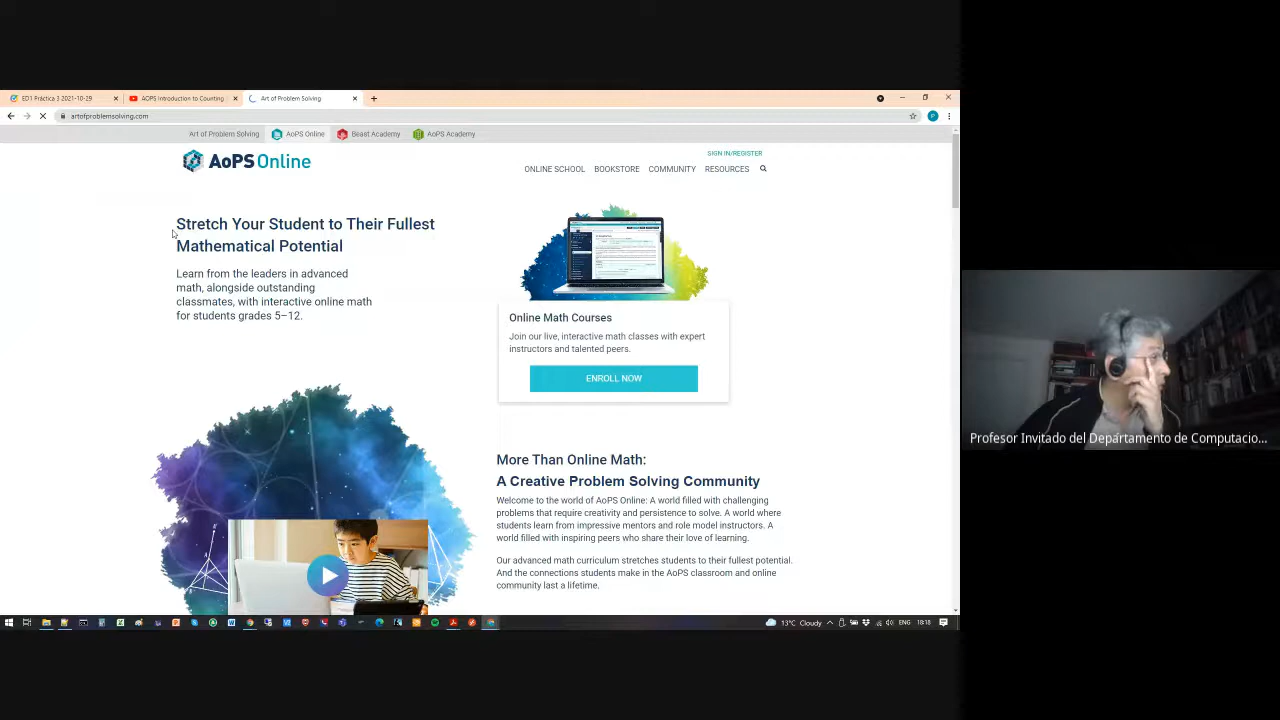 ED1 Práctica 3 2021-10-29
AOPS Introduction to Counting
Art of Problem Solving
artofproblemsolving.com
Art of Problem Solving
AoPS Online
Beast Academy
AoPS Academy
AoPS Online
SIGN IN/REGISTER
ONLINE SCHOOL BOOKSTORE COMMUNITY RESOURCES
Stretch Your Student to Their Fullest
Mathematical Potential
Learn from the leaders in advanced
math, alongside outstanding
classmates, with interactive online math
for students grades 5–12.
Online Math Courses
Join our live, interactive math classes with expert
instructors and talented peers.
ENROLL NOW
More Than Online Math:
A Creative Problem Solving Community
Welcome to the world of AoPS Online: A world filled with challenging
problems that require creativity and persistence to solve. A world where
students learn from impressive mentors and role model instructors. A
world filled with inspiring peers who share their love of learning.
Our advanced math curriculum stretches students to their fullest potential.
And the connections students make in the AoPS classroom and online
community last a lifetime.
Profesor Invitado del Departamento de Computacio...
13°C Cloudy
ENG
18:18